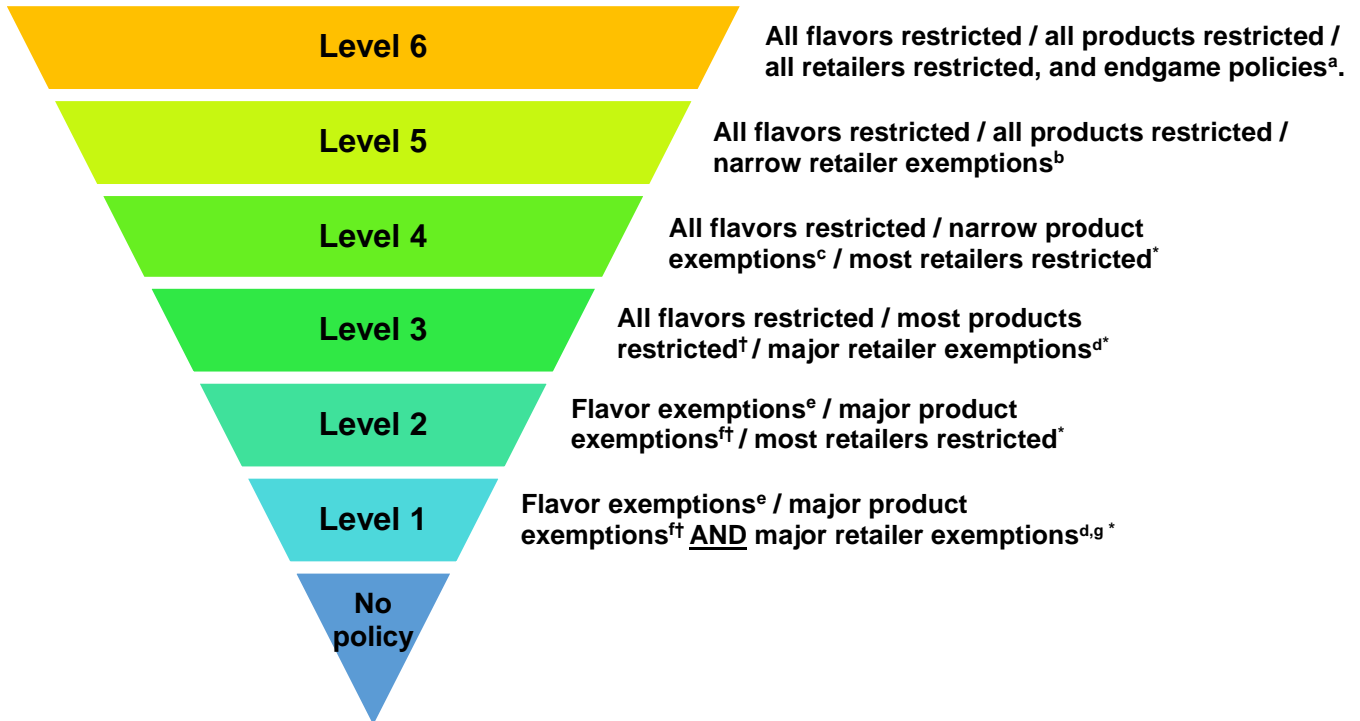 Level 6
All flavors restricted / all products restricted /
all retailers restricted, and endgame policiesᵃ.
Level 5
All flavors restricted / all products restricted /
narrow retailer exemptionsᵇ
Level 4
All flavors restricted / narrow product
exemptionsᶜ / most retailers restricted*
Level 3
All flavors restricted / most products
restricted† / major retailer exemptionsᵈ*
Level 2
Flavor exemptionsᵉ / major product
exemptionsᶠ† / most retailers restricted*
Level 1
Flavor exemptionsᵉ / major product
exemptionsᶠ† AND major retailer exemptionsᵈ,ᵍ *
No
policy